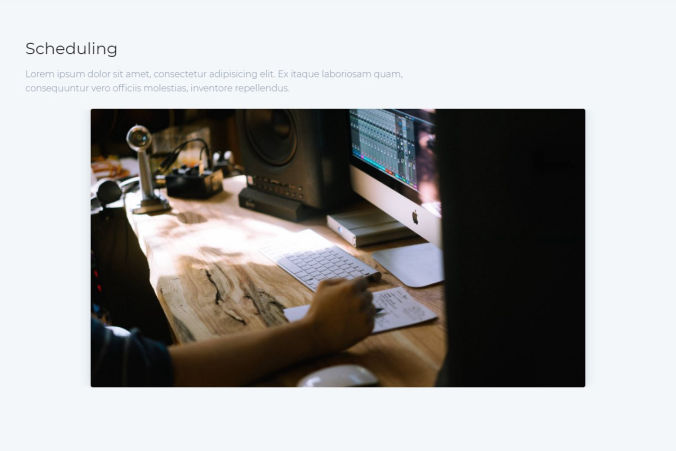 Scheduling
Lorem ipsum dolor sit amet, consectetur adipisicing elit. Ex itaque laboriosam quam,
consequuntur vero officiis molestias, inventore repellendus.